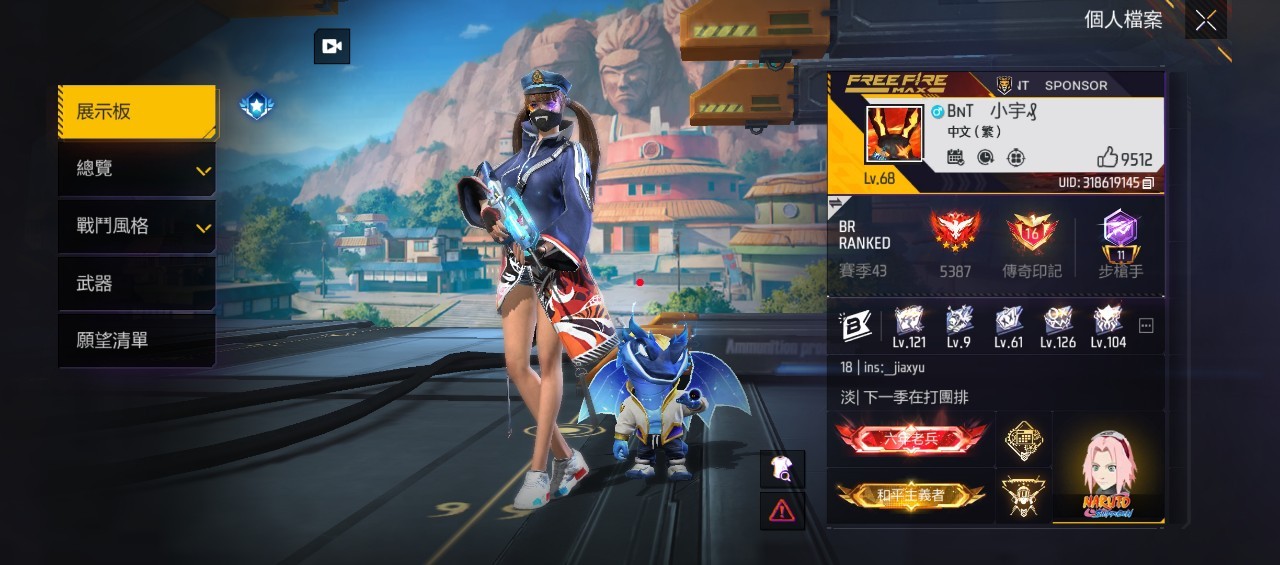 個人檔案
展示板
總覽
戰鬥風格
武器
願望清單
FREE FIRE
MAX
NT SPONSOR
BNT 小宇
中文(繁)
9512
Lv.68
UID: 318619145
BR
RANKED
賽季43
5387
16
傳奇印記
11
步槍手
Lv.121 Lv.9 Lv.61 Lv.126 Lv.104
18 | ins:__jiaxyu
淡| 下一季在打團排
六年老兵
和平主義者
NARUTO
SHIPPUDEN
99